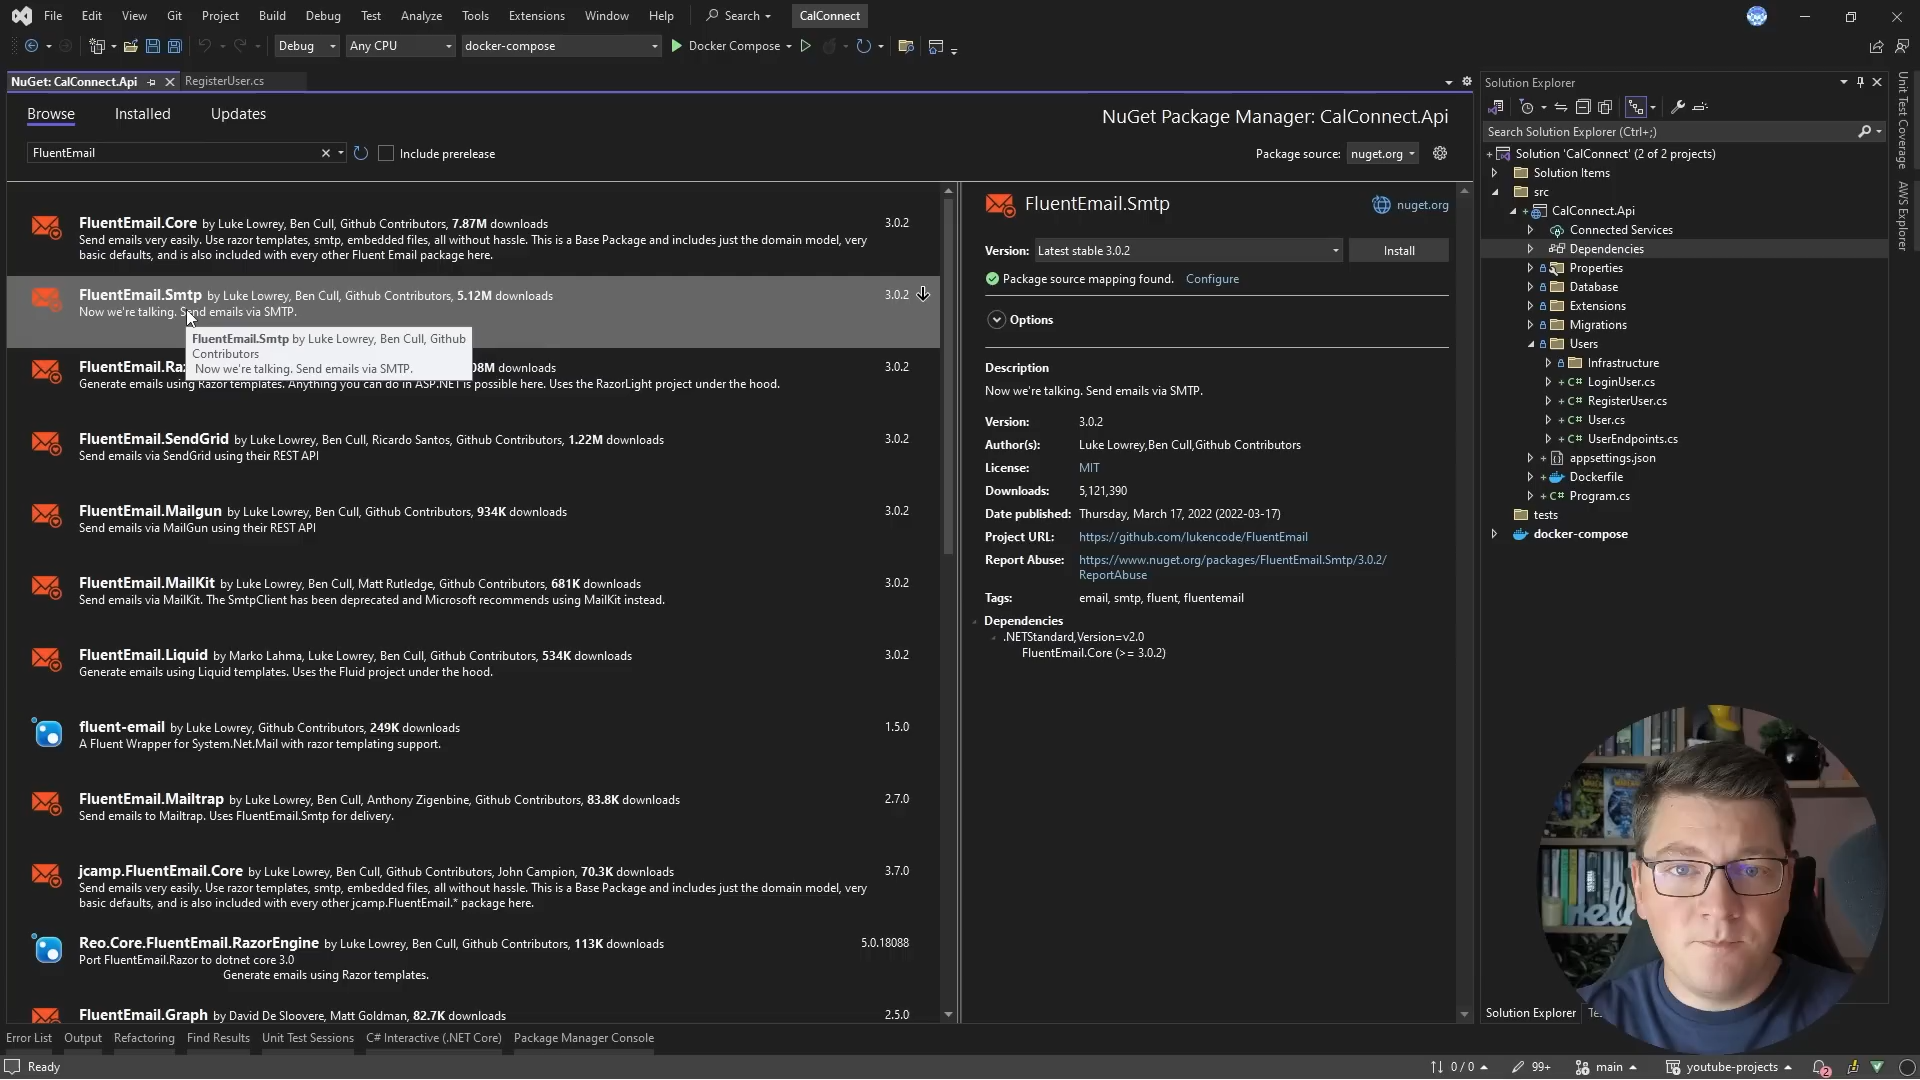 File Edit View Git Project Build Debug Test Analyze Tools Extensions Window Help Search CalConnect
Debug Any CPU docker-compose Docker Compose
NuGet: CalConnect.Api RegisterUser.cs
Browse Installed Updates
NuGet Package Manager: CalConnect.Api
FluentEmail Include prerelease
Package source: nuget.org
FluentEmail.Core by Luke Lowrey, Ben Cull, Github Contributors, 7.87M downloads 3.0.2
Send emails very easily. Use razor templates, smtp, embedded files, all without hassle. This is a Base Package and includes just the domain model, very
basic defaults, and is also included with every other Fluent Email package here.
FluentEmail.Smtp by Luke Lowrey, Ben Cull, Github Contributors, 5.12M downloads 3.0.2
Now we're talking. Send emails via SMTP.
FluentEmail.Smtp by Luke Lowrey, Ben Cull, Github
Contributors
Now we're talking. Send emails via SMTP.
FluentEmail.Ra 08M downloads 3.0.2
Generate emails using Razor templates. Anything you can do in ASP.NET is possible here. Uses the RazorLight project under the hood.
FluentEmail.SendGrid by Luke Lowrey, Ben Cull, Ricardo Santos, Github Contributors, 1.22M downloads 3.0.2
Send emails via SendGrid using their REST API
FluentEmail.Mailgun by Luke Lowrey, Ben Cull, Github Contributors, 934K downloads 3.0.2
Send emails via MailGun using their REST API
FluentEmail.MailKit by Luke Lowrey, Ben Cull, Matt Rutledge, Github Contributors, 681K downloads 3.0.2
Send emails via MailKit. The SmtpClient has been deprecated and Microsoft recommends using MailKit instead.
FluentEmail.Liquid by Marko Lahma, Luke Lowrey, Ben Cull, Github Contributors, 534K downloads 3.0.2
Generate emails using Liquid templates. Uses the Fluid project under the hood.
fluent-email by Luke Lowrey, Github Contributors, 249K downloads 1.5.0
A Fluent Wrapper for System.Net.Mail with razor templating support.
FluentEmail.Mailtrap by Luke Lowrey, Ben Cull, Anthony Zigenbine, Github Contributors, 83.8K downloads 2.7.0
Send emails to Mailtrap. Uses FluentEmail.Smtp for delivery.
jcamp.FluentEmail.Core by Luke Lowrey, Ben Cull, Github Contributors, John Campion, 70.3K downloads 3.7.0
Send emails very easily. Use razor templates, smtp, embedded files, all without hassle. This is a Base Package and includes just the domain model, very
basic defaults, and is also included with every other jcamp.FluentEmail.* package here.
Reo.Core.FluentEmail.RazorEngine by Luke Lowrey, Ben Cull, Github Contributors, 113K downloads 5.0.18088
Port FluentEmail.Razor to dotnet core 3.0
Generate emails using Razor templates.
FluentEmail.Graph by David De Sloovere, Matt Goldman, 82.7K downloads 2.5.0
FluentEmail.Smtp nuget.org
Version: Latest stable 3.0.2 Install
Package source mapping found. Configure
Options
Description
Now we're talking. Send emails via SMTP.
Version: 3.0.2
Author(s): Luke Lowrey,Ben Cull,Github Contributors
License: MIT
Downloads: 5,121,390
Date published: Thursday, March 17, 2022 (2022-03-17)
Project URL: https://github.com/lukencode/FluentEmail
Report Abuse: https://www.nuget.org/packages/FluentEmail.Smtp/3.0.2/
ReportAbuse
Tags: email, smtp, fluent, fluentemail
Dependencies
.NETStandard,Version=v2.0
FluentEmail.Core (>= 3.0.2)
Solution Explorer
Search Solution Explorer (Ctrl+;)
Solution 'CalConnect' (2 of 2 projects)
Solution Items
src
CalConnect.Api
Connected Services
Dependencies
Properties
Database
Extensions
Migrations
Users
Infrastructure
C# LoginUser.cs
C# RegisterUser.cs
C# User.cs
C# UserEndpoints.cs
appsettings.json
Dockerfile
C# Program.cs
tests
docker-compose
Unit Test Coverage
AWS Explorer
Solution Explorer
Error List Output Refactoring Find Results Unit Test Sessions C# Interactive (.NET Core) Package Manager Console
Ready 0 / 0 99+ main youtube-projects 2